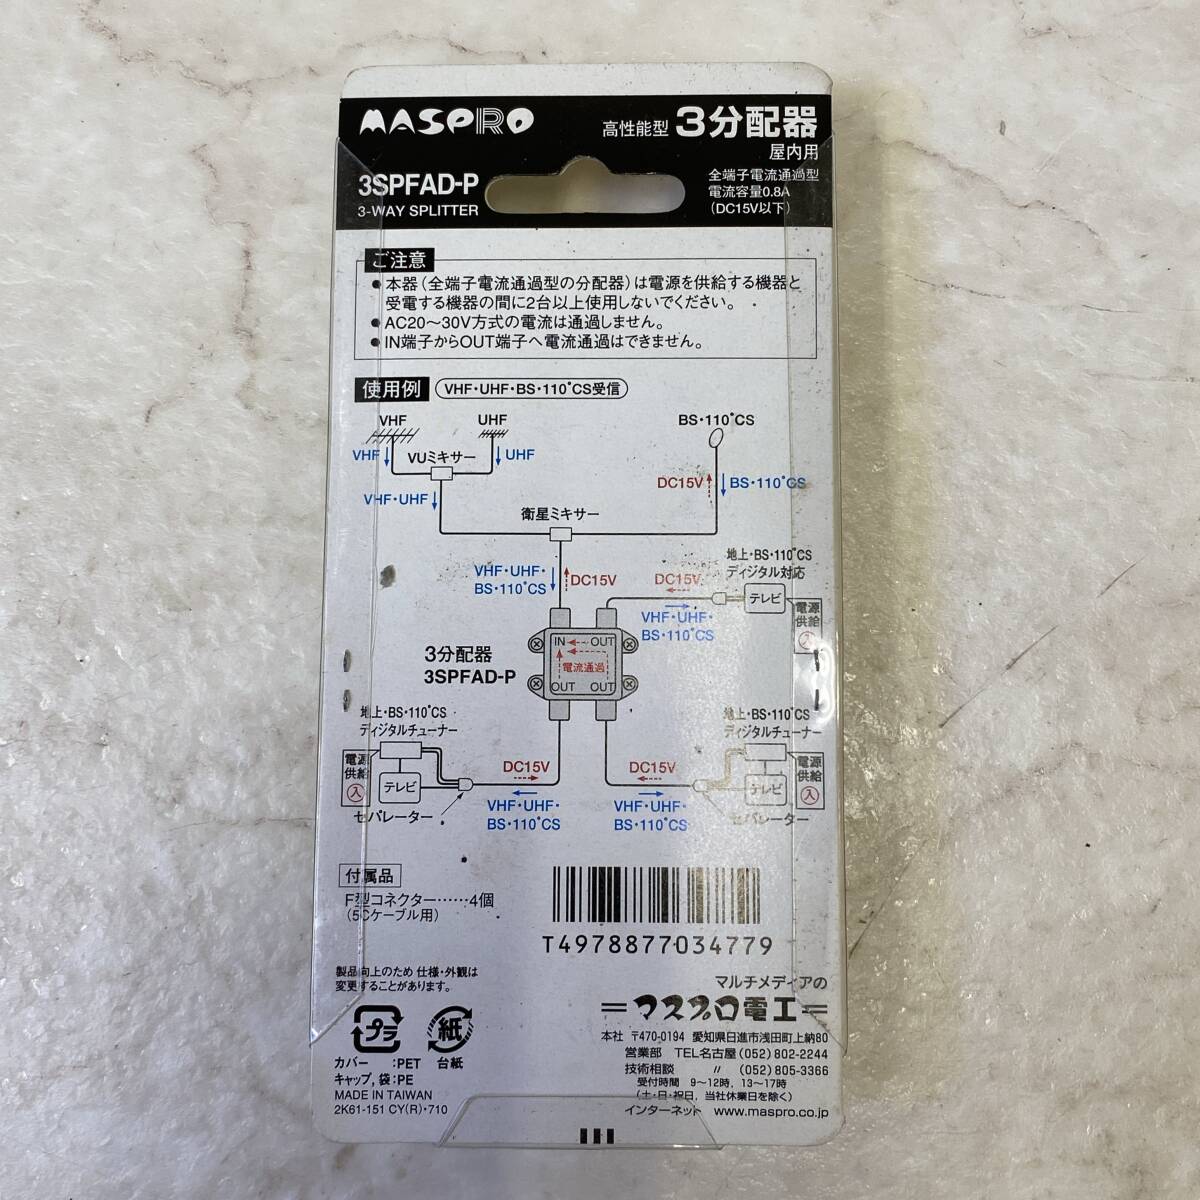 MASPRO
高性能型 3分配器
屋内用
3SPFAD-P
3-WAY SPLITTER
全端子電流通過型
電流容量0.8A
(DC15V以下)
ご注意
●本器(全端子電流通過型の分配器)は電源を供給する機器と
受電する機器の間に2台以上使用しないでください。
●AC20〜30V方式の電流は通過しません。
●IN端子からOUT端子へ電流通過はできません。
使用例 VHF・UHF・BS・110°CS受信
VHF UHF BS・110°CS
VHF VUミキサー UHF
DC15V BS・110°CS
VHF・UHF
衛星ミキサー
VHF・UHF・
BS・110°CS
DC15V
DC15V
地上・BS・110°CS
ディジタル対応
テレビ
電源
供給
入
VHF・UHF・
BS・110°CS
3分配器
3SPFAD-P
IN OUT
電流通過
OUT OUT
地上・BS・110°CS
ディジタルチューナー
電源
供給
入
テレビ
セパレーター
DC15V
VHF・UHF・
BS・110°CS
DC15V
VHF・UHF・
BS・110°CS
地上・BS・110°CS
ディジタルチューナー
テレビ
電源
供給
入
セパレーター
付属品
F型コネクター……4個
(5Cケーブル用)
T4978877034779
製品向上のため 仕様・外観は
変更することがあります。
プラ
紙
カバー :PET 台紙
キャップ, 袋:PE
MADE IN TAIWAN
2K61-151 CY(R)・710
マルチメディアの
マスプロ電工
本社 〒470-0194 愛知県日進市浅田町上納80
営業部 TEL名古屋(052)802-2244
技術相談 〃 (052)805-3366
受付時間 9〜12時, 13〜17時
(土・日・祝日, 当社休業日を除く)
インターネット www.maspro.co.jp